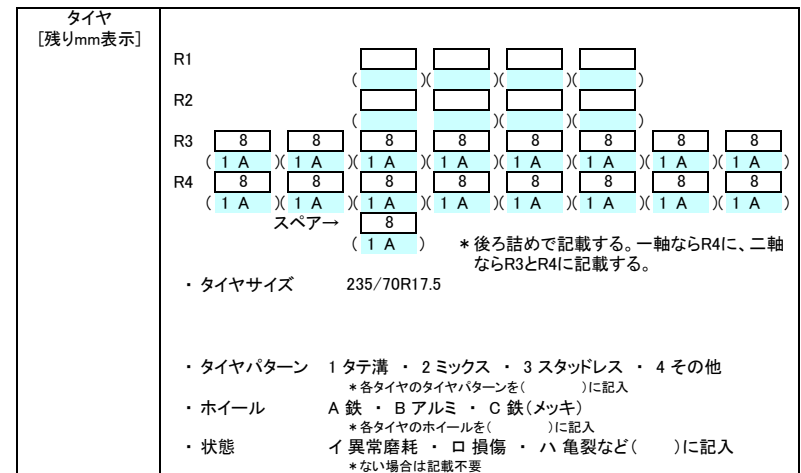 タイヤ
[残りmm表示]
R1
( )( )( )( )
R2
( )( )( )
R3 8 8 8 8 8 8 8 8
( 1 A )( 1 A )( 1 A )( 1 A )( 1 A )( 1 A )( 1 A )( 1 A )
R4 8 8 8 8 8 8 8 8
( 1 A )( 1 A )( 1 A )( 1 A )( 1 A )( 1 A )( 1 A )( 1 A )
スペア→ 8
( 1 A ) *後ろ詰めで記載する。一軸ならR4に、二軸
ならR3とR4に記載する。
・ タイヤサイズ 235/70R17.5
・ タイヤパターン 1 タテ溝 ・ 2 ミックス ・ 3 スタッドレス ・ 4 その他
*各タイヤのタイヤパターンを( )に記入
・ ホイール A 鉄 ・ B アルミ ・ C 鉄(メッキ)
*各タイヤのホイールを( )に記入
・ 状態 イ 異常磨耗 ・ ロ 損傷 ・ ハ 亀裂など( )に記入
*ない場合は記載不要